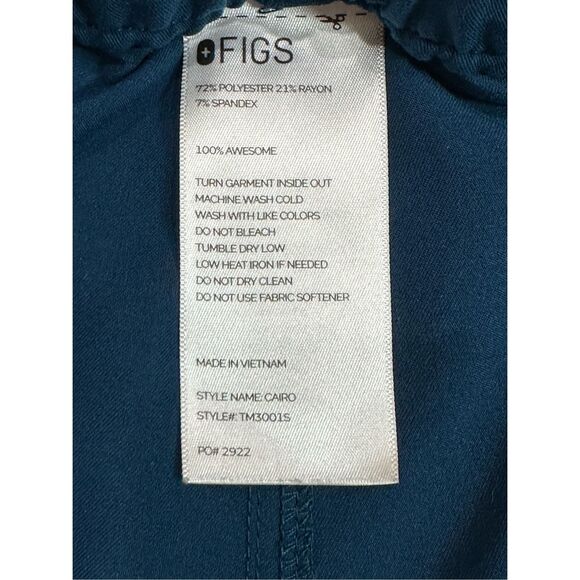 FIGS
72% POLYESTER 21% RAYON
7% SPANDEX
100% AWESOME
TURN GARMENT INSIDE OUT
MACHINE WASH COLD
WASH WITH LIKE COLORS
DO NOT BLEACH
TUMBLE DRY LOW
LOW HEAT IRON IF NEEDED
DO NOT DRY CLEAN
DO NOT USE FABRIC SOFTENER
MADE IN VIETNAM
STYLE NAME: CAIRO
STYLE#: TM3001S
PO# 2922